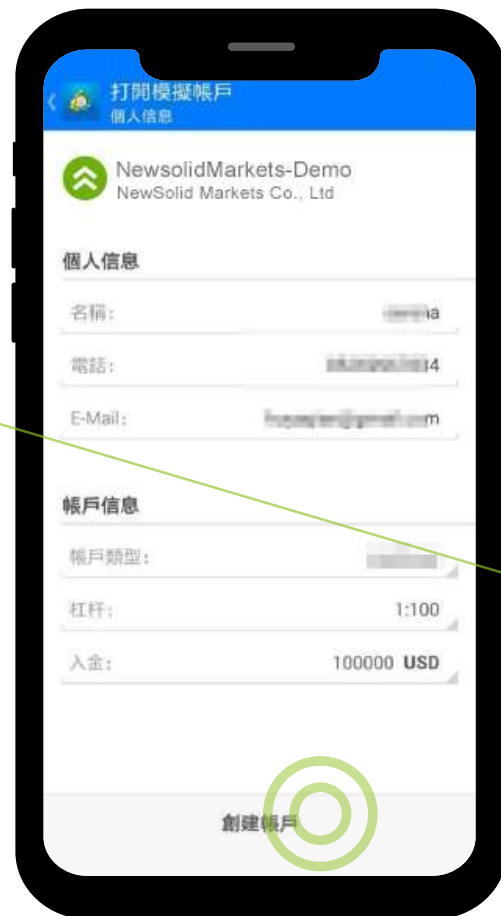 打開模擬帳戶
個人信息
NewsolidMarkets-Demo
NewSolid Markets Co., Ltd
個人信息
名稱:
電話:
E-Mail:
帳戶信息
帳戶類型:
杠杆: 1:100
入金: 100000 USD
創建帳戶